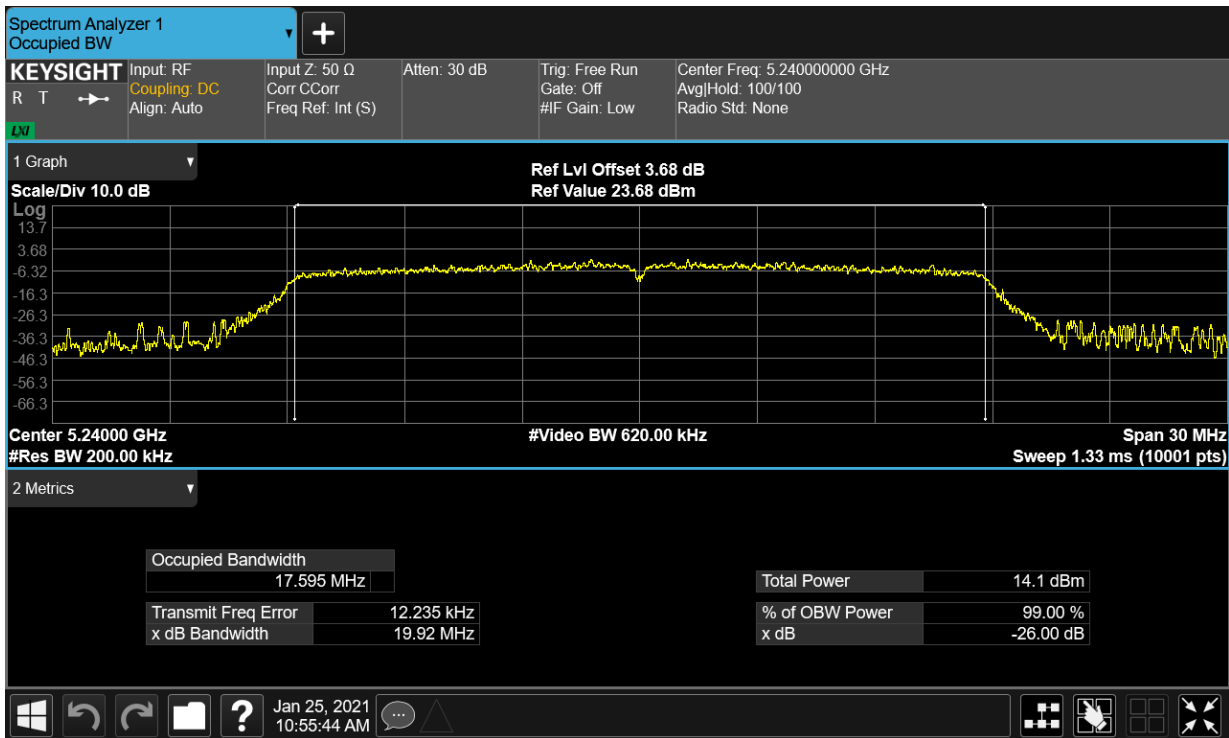 Spectrum Analyzer 1
Occupied BW
▼
+
KEYSIGHT
R T
LXI
Input: RF
Coupling: DC
Align: Auto
Input Z: 50 Ω
Corr CCorr
Freq Ref: Int (S)
Atten: 30 dB
Trig: Free Run
Gate: Off
#IF Gain: Low
Center Freq: 5.240000000 GHz
Avg|Hold: 100/100
Radio Std: None
1 Graph ▼
Ref Lvl Offset 3.68 dB
Scale/Div 10.0 dB Ref Value 23.68 dBm
Log
13.7
3.68
-6.32
-16.3
-26.3
-36.3
-46.3
-56.3
-66.3
Center 5.24000 GHz #Video BW 620.00 kHz Span 30 MHz
#Res BW 200.00 kHz Sweep 1.33 ms (10001 pts)
2 Metrics ▼
Occupied Bandwidth
17.595 MHz
Total Power 14.1 dBm
Transmit Freq Error 12.235 kHz % of OBW Power 99.00 %
x dB Bandwidth 19.92 MHz x dB -26.00 dB
?
Jan 25, 2021
10:55:44 AM